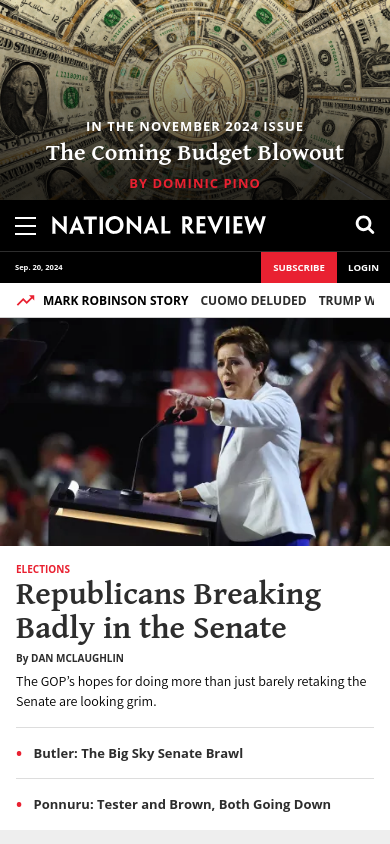 IN THE NOVEMBER 2024 ISSUE
The Coming Budget Blowout
BY DOMINIC PINO
NATIONAL REVIEW
Sep. 20, 2024
SUBSCRIBE
LOGIN
MARK ROBINSON STORY CUOMO DELUDED TRUMP W
ELECTIONS
Republicans Breaking
Badly in the Senate
By DAN MCLAUGHLIN
The GOP’s hopes for doing more than just barely retaking the
Senate are looking grim.
• Butler: The Big Sky Senate Brawl
• Ponnuru: Tester and Brown, Both Going Down